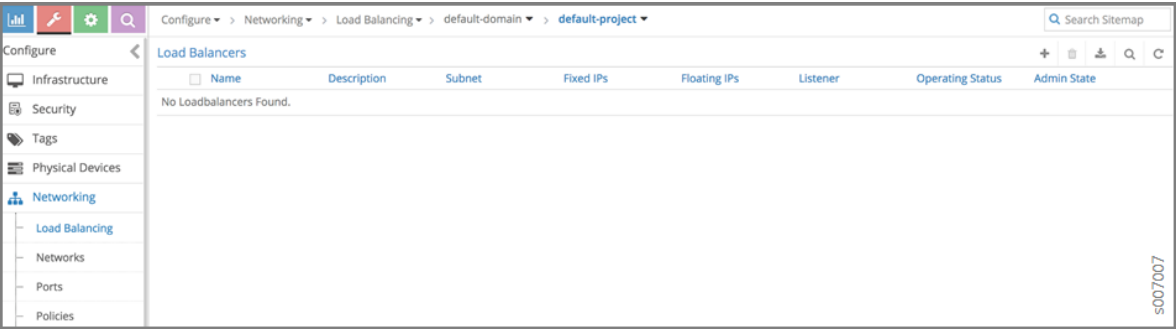 Configure > Networking > Load Balancing > default-domain > default-project
Search Sitemap
Configure
Load Balancers
Infrastructure
Name Description Subnet Fixed IPs Floating IPs Listener Operating Status Admin State
No Loadbalancers Found.
Security
Tags
Physical Devices
Networking
Load Balancing
Networks
Ports
Policies
s007007